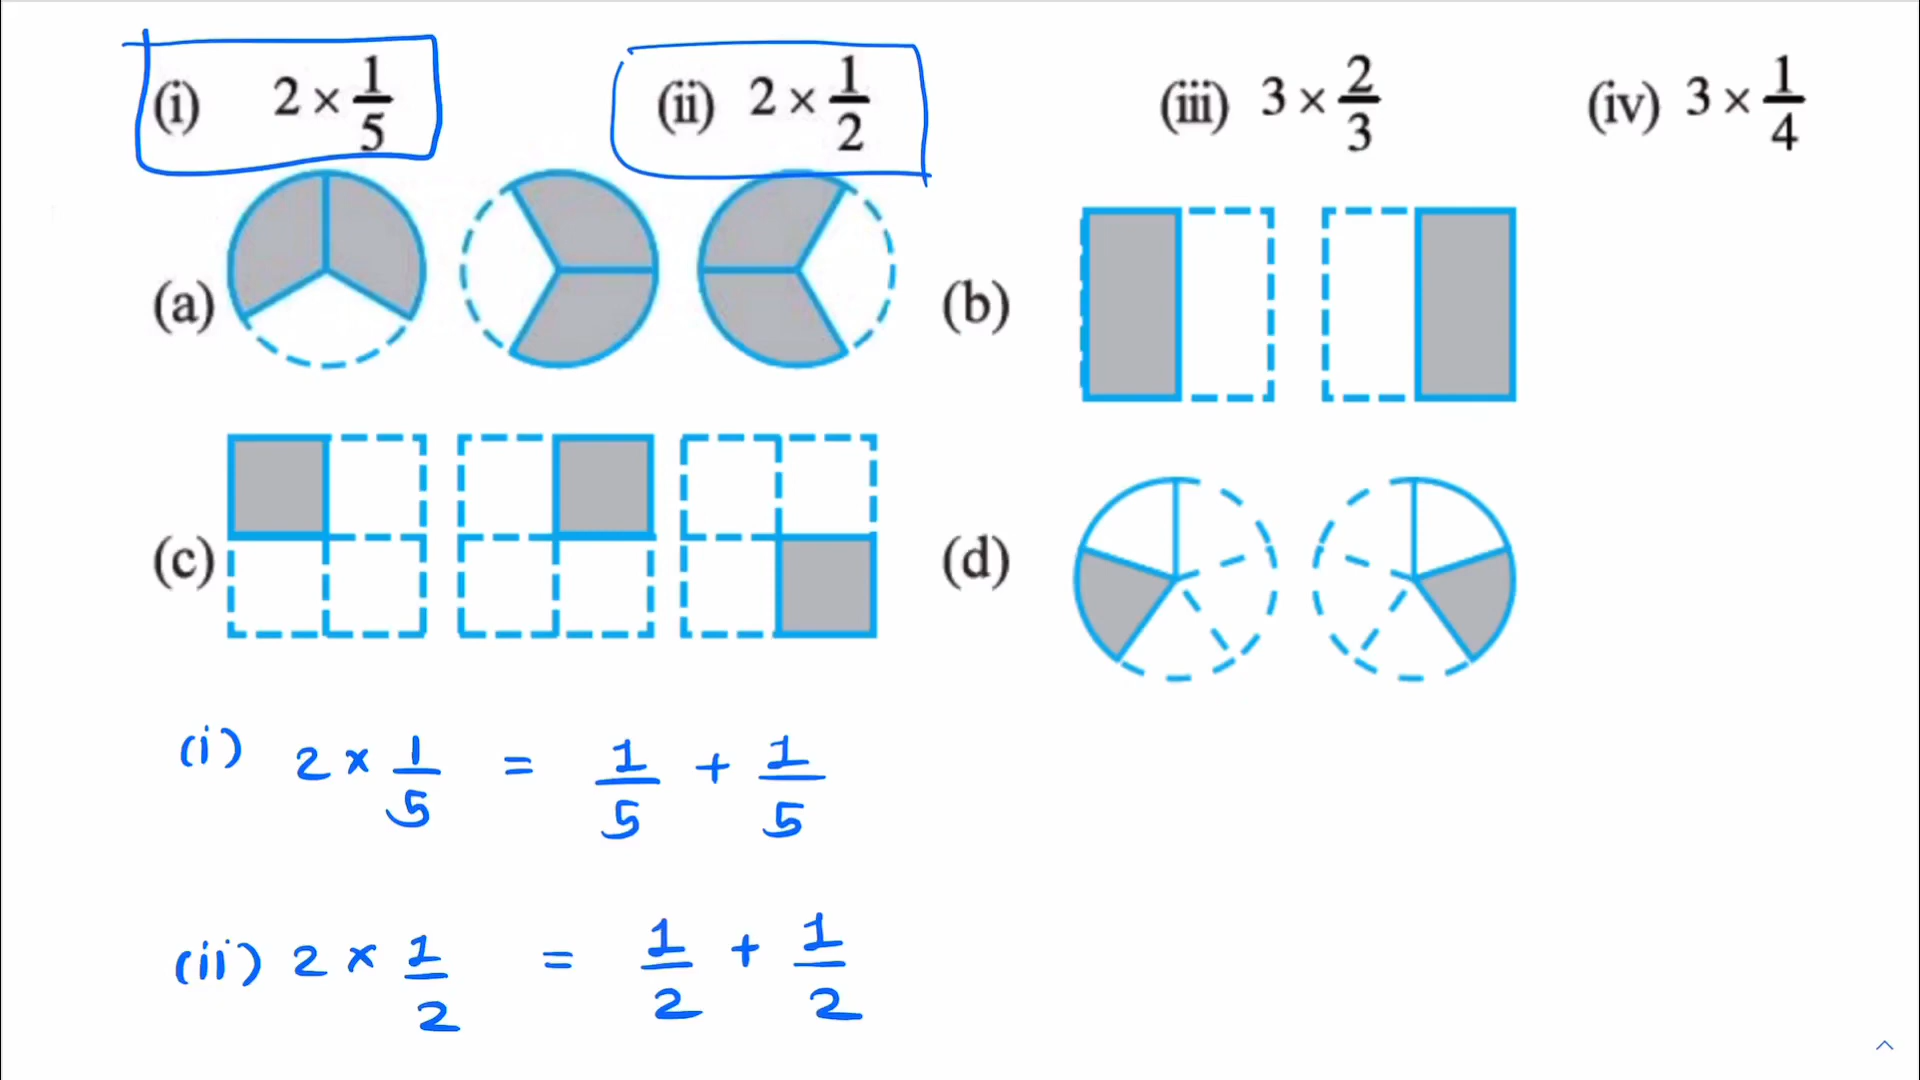 (i) 2 × 1/5 (ii) 2 × 1/2 (iii) 3 × 2/3 (iv) 3 × 1/4
(a) (b)
(c) (d)
(i) 2 × 1/5 = 1/5 + 1/5
(ii) 2 × 1/2 = 1/2 + 1/2